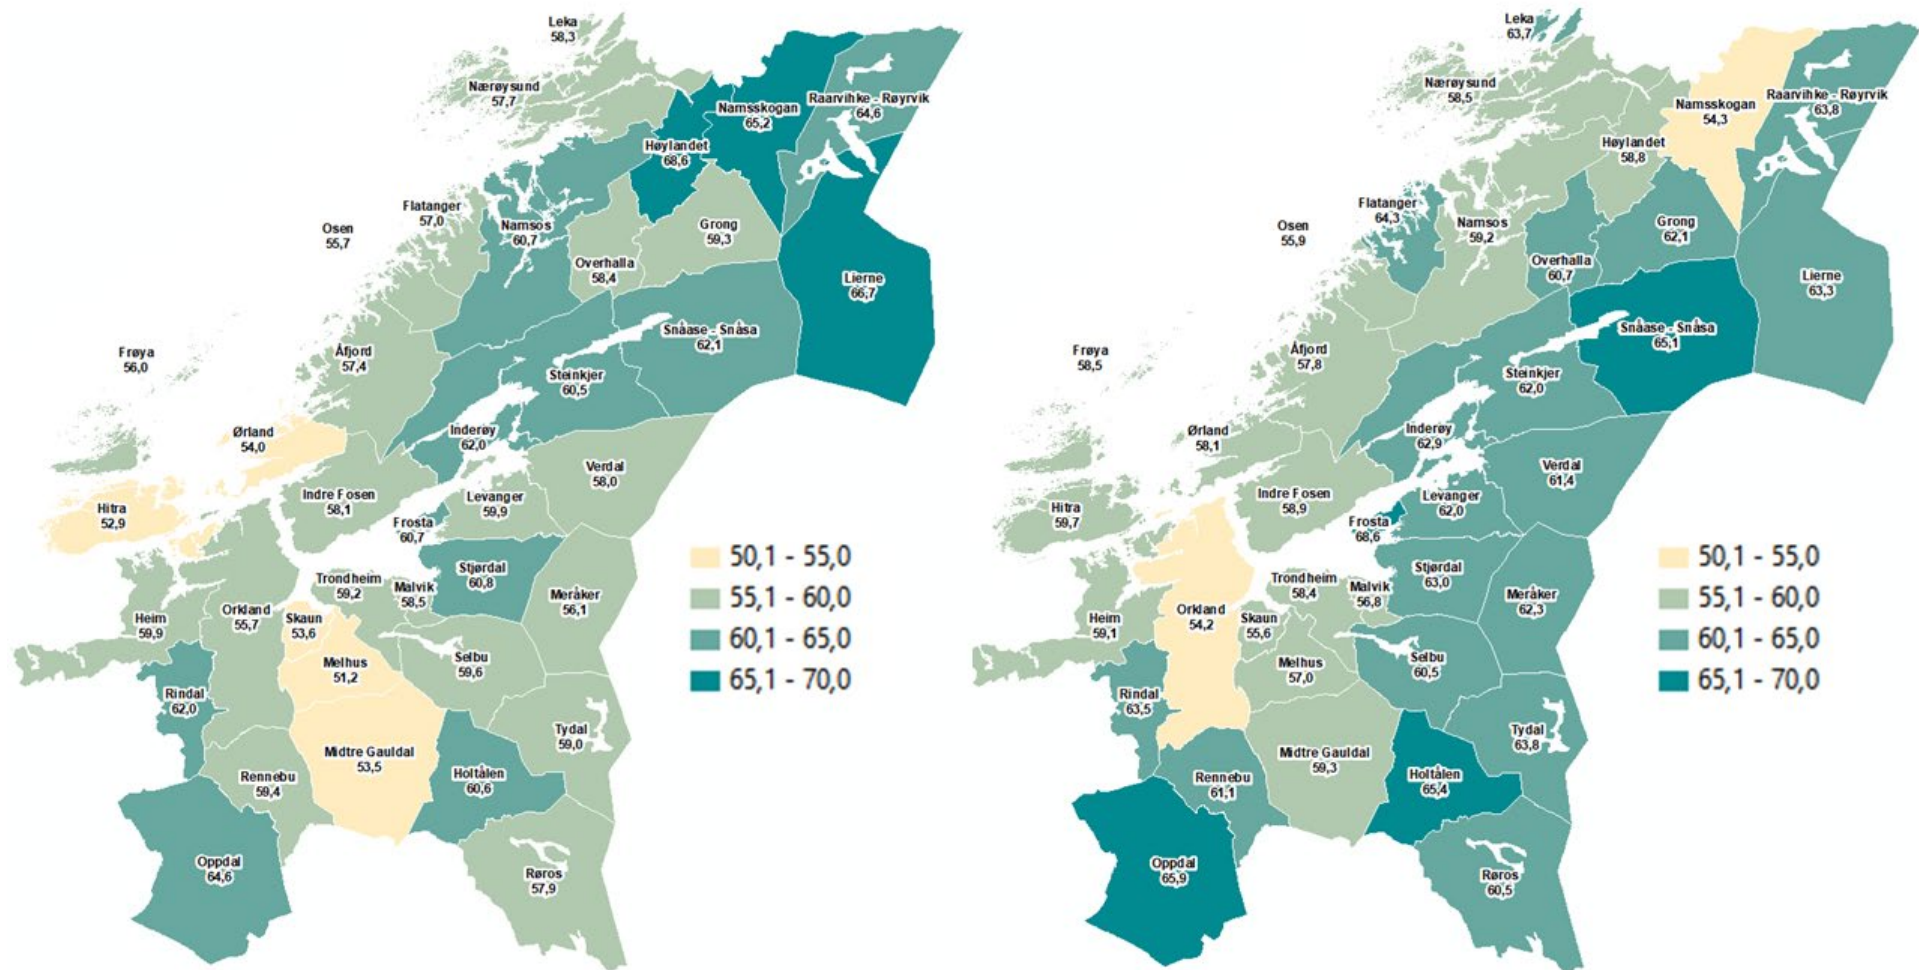 Leka
58,3
Nærøysund
57,7
Namsskogan
65,2
Raarvihke - Røyrvik
64,6
Høylandet
68,6
Flatanger
57,0
Namsos
60,7
Grong
59,3
Osen
55,7
Overhalla
58,4
Lierne
66,7
Snåase - Snåsa
62,1
Frøya
56,0
Åfjord
57,4
Steinkjer
60,5
Ørland
54,0
Inderøy
62,0
Verdal
58,0
Hitra
52,9
Indre Fosen
58,1
Levanger
59,9
Frosta
60,7
Stjørdal
60,8
Trondheim
59,2
Malvik
58,5
Meråker
56,1
Heim
59,9
Orkland
55,7
Skaun
53,6
Melhus
51,2
Selbu
59,6
Rindal
62,0
Tydal
59,0
Midtre Gauldal
53,5
Rennebu
59,4
Holtålen
60,6
Oppdal
64,6
Røros
57,9
50,1 - 55,0
55,1 - 60,0
60,1 - 65,0
65,1 - 70,0
Leka
63,7
Nærøysund
58,5
Namsskogan
54,3
Raarvihke - Røyrvik
63,8
Høylandet
58,8
Flatanger
64,3
Namsos
59,2
Grong
62,1
Osen
55,9
Overhalla
60,7
Lierne
63,3
Snåase - Snåsa
65,1
Frøya
58,5
Åfjord
57,8
Steinkjer
62,0
Ørland
58,1
Inderøy
62,9
Verdal
61,4
Hitra
59,7
Indre Fosen
58,9
Levanger
62,0
Frosta
68,6
Stjørdal
63,0
Trondheim
58,4
Malvik
56,8
Meråker
62,3
Heim
59,1
Orkland
54,2
Skaun
55,6
Melhus
57,0
Selbu
60,5
Rindal
63,5
Tydal
63,8
Midtre Gauldal
59,3
Rennebu
61,1
Holtålen
65,4
Oppdal
65,9
Røros
60,5
50,1 - 55,0
55,1 - 60,0
60,1 - 65,0
65,1 - 70,0